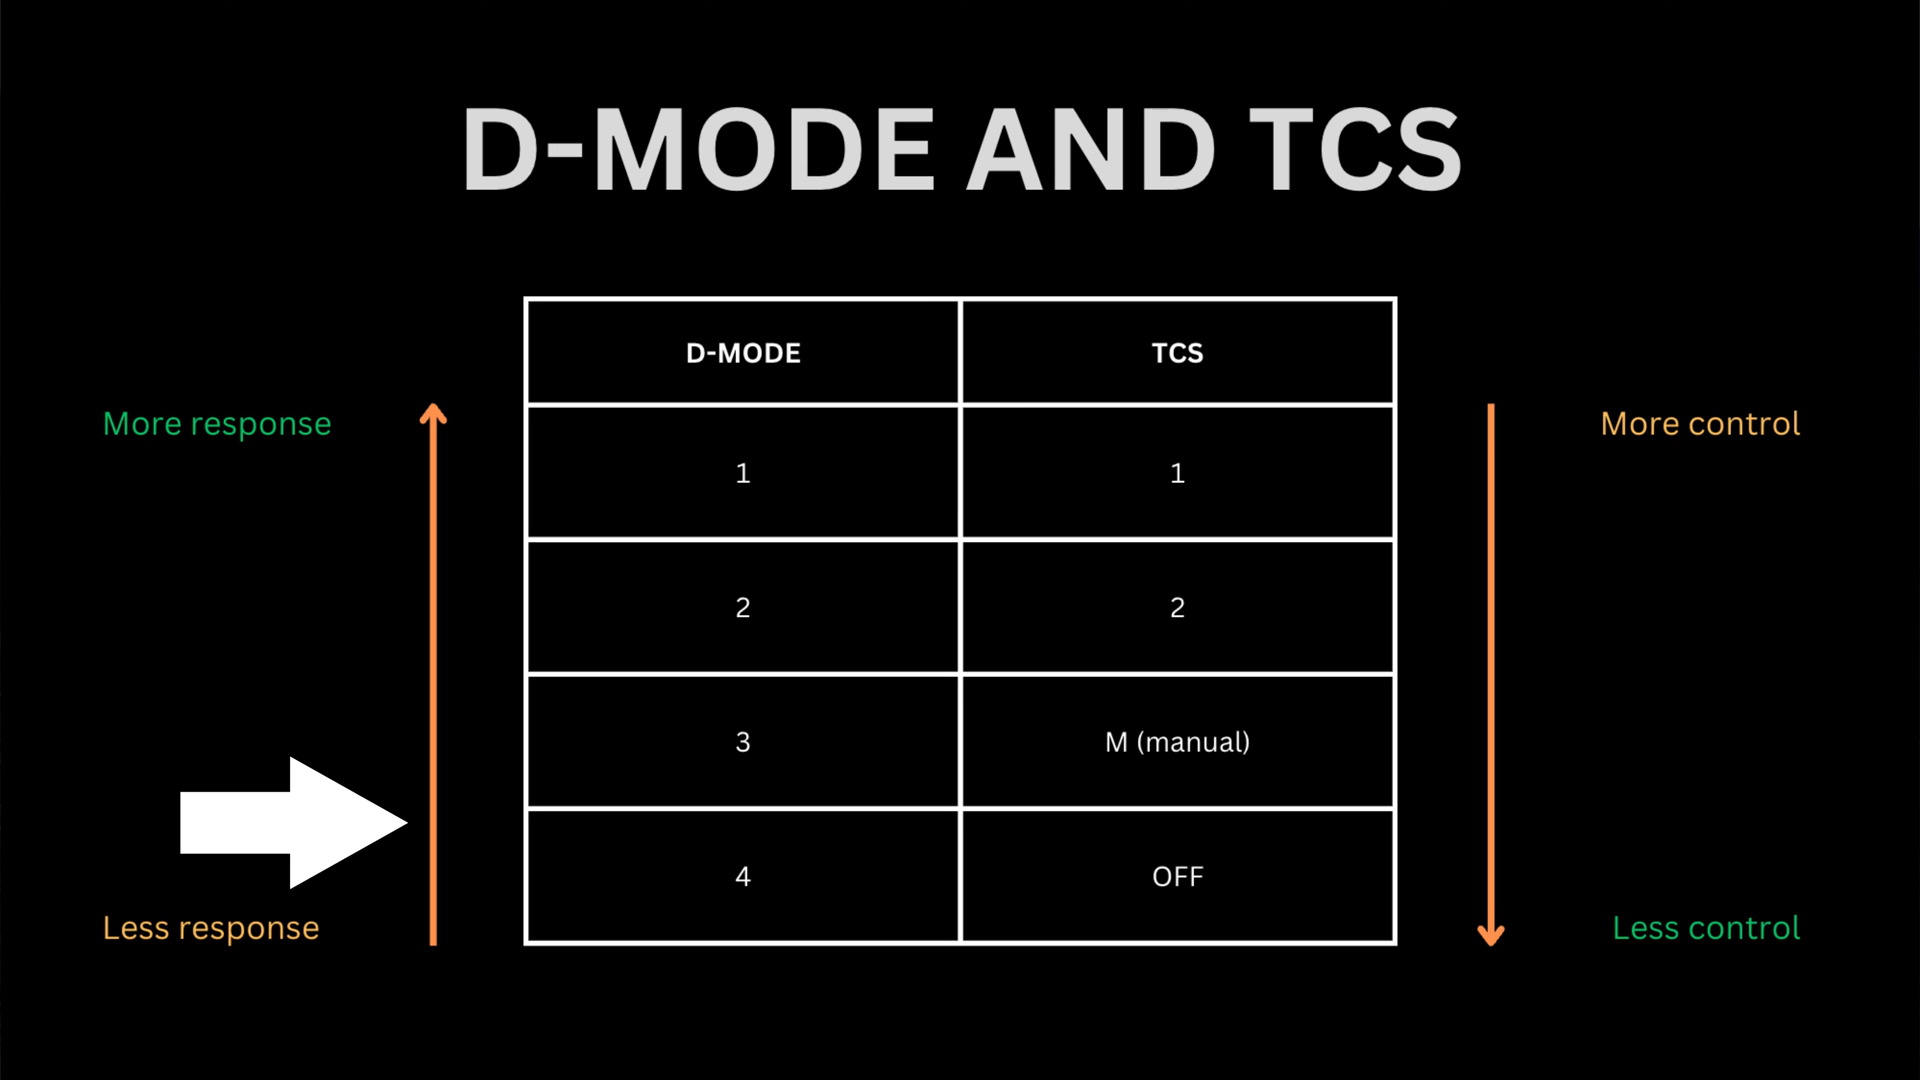 D-MODE AND TCS
D-MODE TCS
More response More control
1 1
2 2
3 M (manual)
4 OFF
Less response Less control